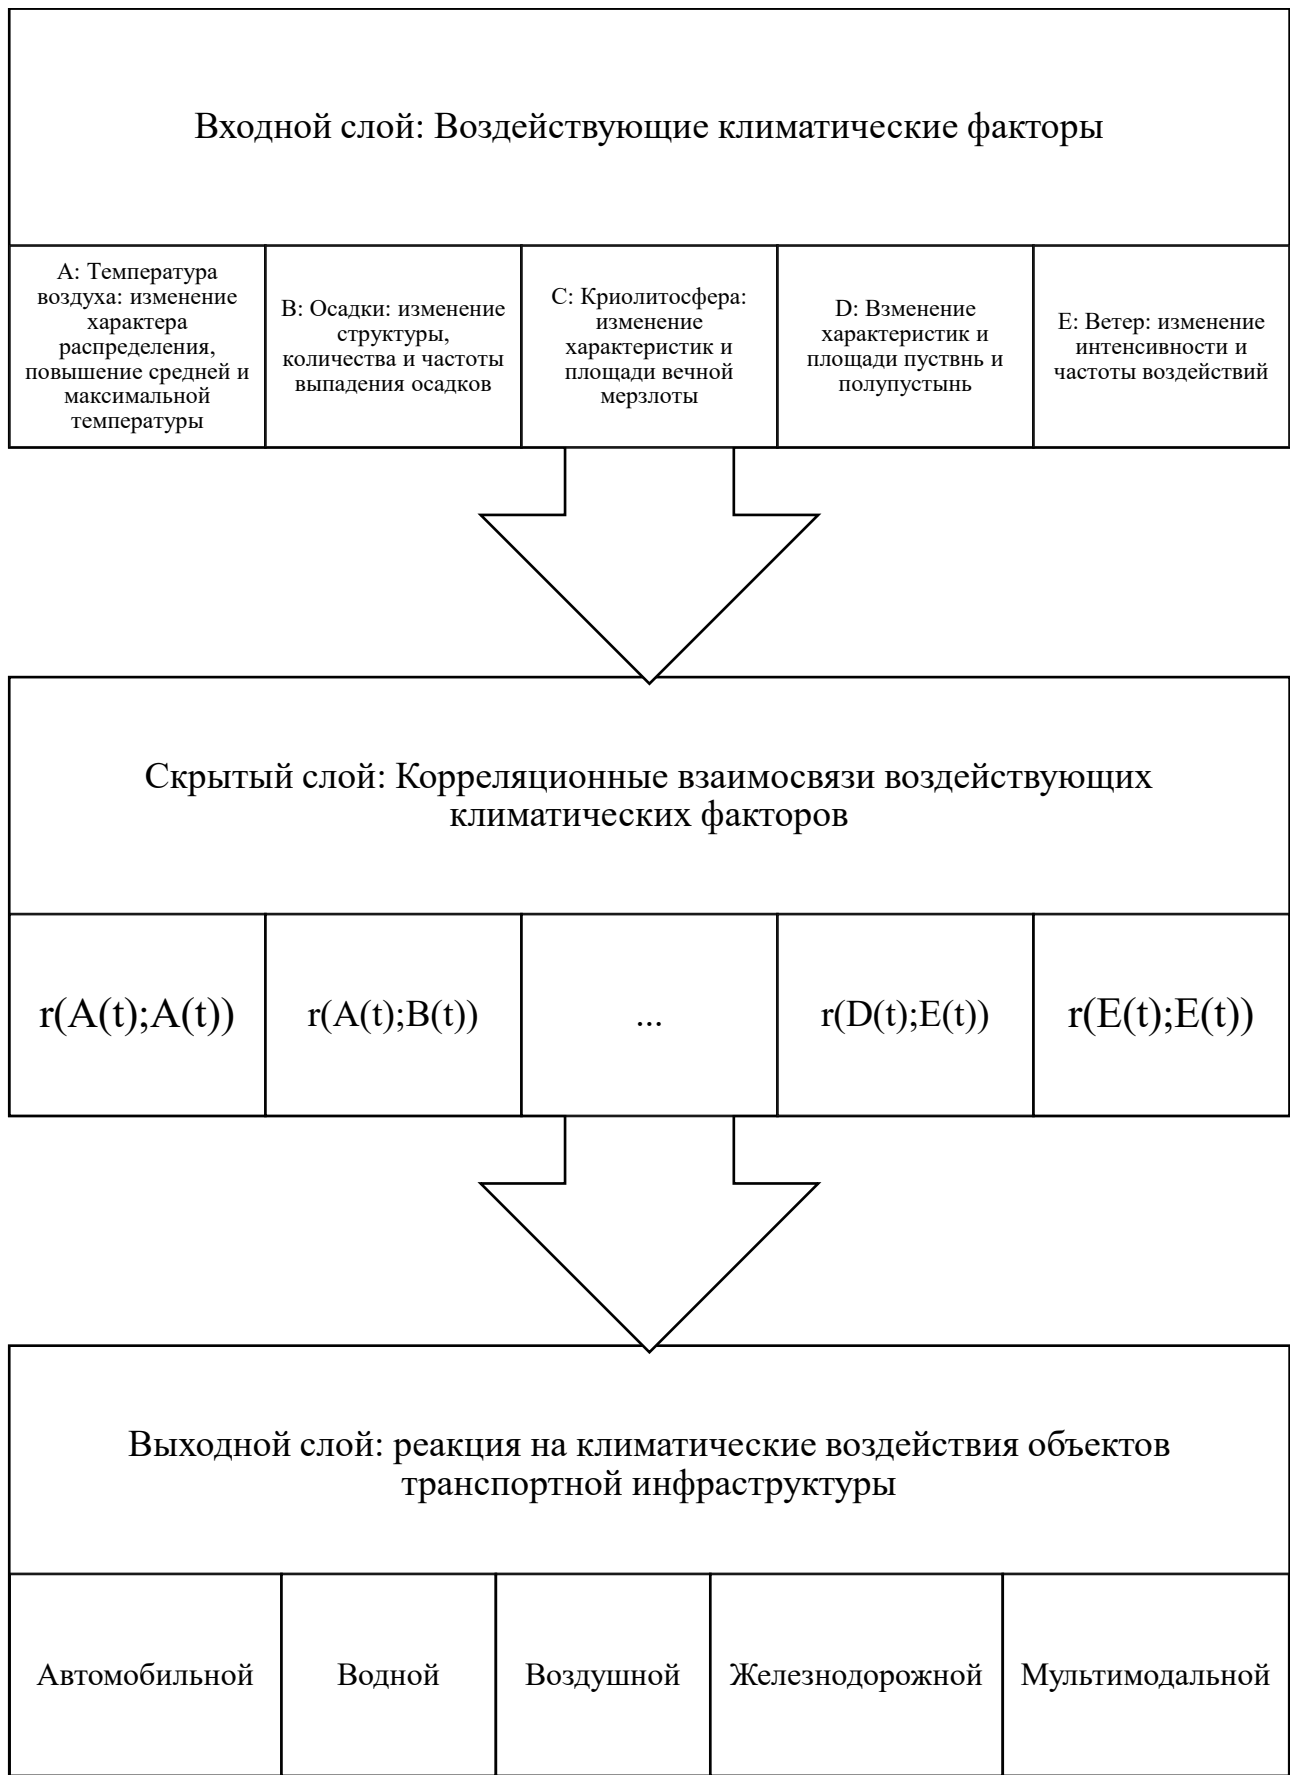 Входной слой: Воздействующие климатические факторы
А: Температура
воздуха: изменение
характера
распределения,
повышение средней и
максимальной
температуры
В: Осадки: изменение
структуры,
количества и частоты
выпадения осадков
С: Криолитосфера:
изменение
характеристик и
площади вечной
мерзлоты
D: Взменение
характеристик и
площади пуствнь и
полупустынь
Е: Ветер: изменение
интенсивности и
частоты воздействий
Скрытый слой: Корреляционные взаимосвязи воздействующих
климатических факторов
r(A(t);A(t))
r(A(t);B(t))
...
r(D(t);E(t))
r(E(t);E(t))
Выходной слой: реакция на климатические воздействия объектов
транспортной инфраструктуры
Автомобильной
Водной
Воздушной
Железнодорожной
Мультимодальной